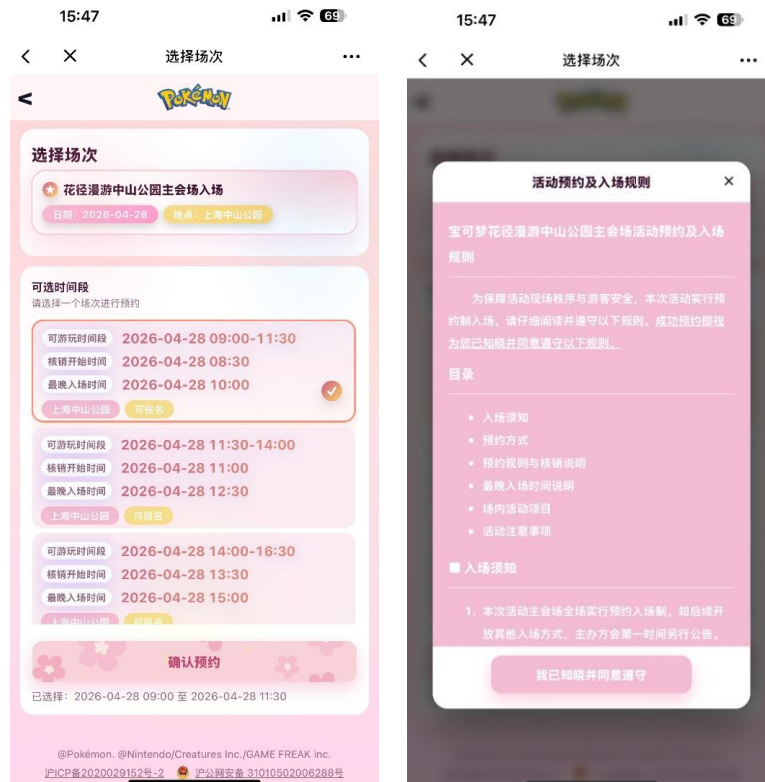 15:47
69
选择场次
Pokémon
选择场次
花径漫游中山公园主会场入场
日期：2026-04-28
地点：上海中山公园
可选时间段
请选择一个场次进行预约
可游玩时间段 2026-04-28 09:00-11:30
核销开始时间 2026-04-28 08:30
最晚入场时间 2026-04-28 10:00
上海中山公园 可报名
可游玩时间段 2026-04-28 11:30-14:00
核销开始时间 2026-04-28 11:00
最晚入场时间 2026-04-28 12:30
上海中山公园 可报名
可游玩时间段 2026-04-28 14:00-16:30
核销开始时间 2026-04-28 13:30
最晚入场时间 2026-04-28 15:00
上海中山公园 可报名
确认预约
已选择：2026-04-28 09:00 至 2026-04-28 11:30
@Pokémon. @Nintendo/Creatures Inc./GAME FREAK inc.
沪ICP备2020029152号-2 沪公网安备 31010502006288号
15:47
69
选择场次
活动预约及入场规则
宝可梦花径漫游中山公园主会场活动预约及入场
规则
为保障活动现场秩序与游客安全，本次活动实行预
约制入场。请仔细阅读并遵守以下规则。成功预约即视
为您已知晓并同意遵守以下规则。
目录
入场须知
预约方式
预约规则与核销说明
最晚入场时间说明
场内活动项目
活动注意事项
入场须知
1. 本次活动主会场全场实行预约入场制。如后续开
放其他入场方式，主办方会第一时间另行公告。
我已知晓并同意遵守